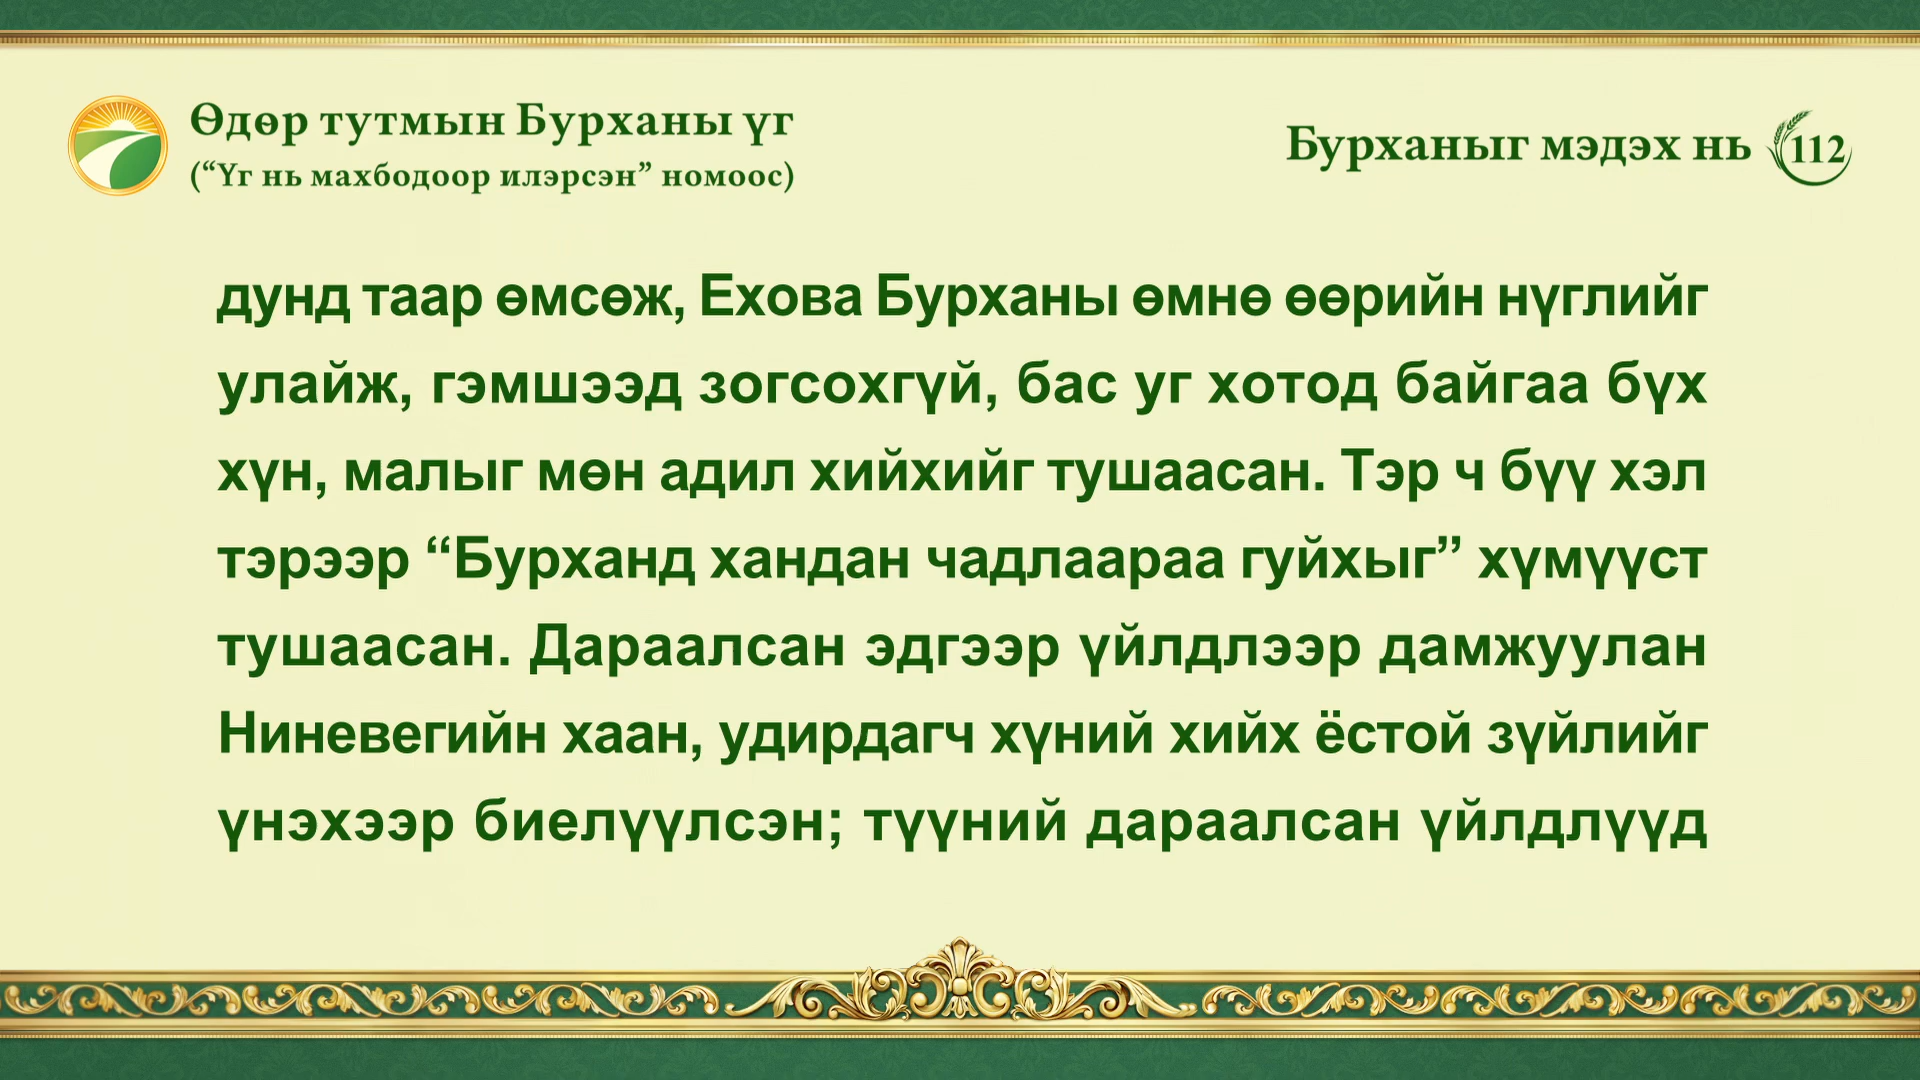 Өдөр тутмын Бурханы үг
(“Үг нь махбодоор илэрсэн” номоос)
Бурханыг мэдэх нь 112
дунд таар өмсөж, Ехова Бурханы өмнө өөрийн нүглийг
улайж, гэмшээд зогсохгүй, бас уг хотод байгаа бүх
хүн, малыг мөн адил хийхийг тушаасан. Тэр ч бүү хэл
тэрээр “Бурханд хандан чадлаараа гуйхыг” хүмүүст
тушаасан. Дараалсан эдгээр үйлдлээр дамжуулан
Ниневегийн хаан, удирдагч хүний хийх ёстой зүйлийг
үнэхээр биелүүлсэн; түүний дараалсан үйлдлүүд